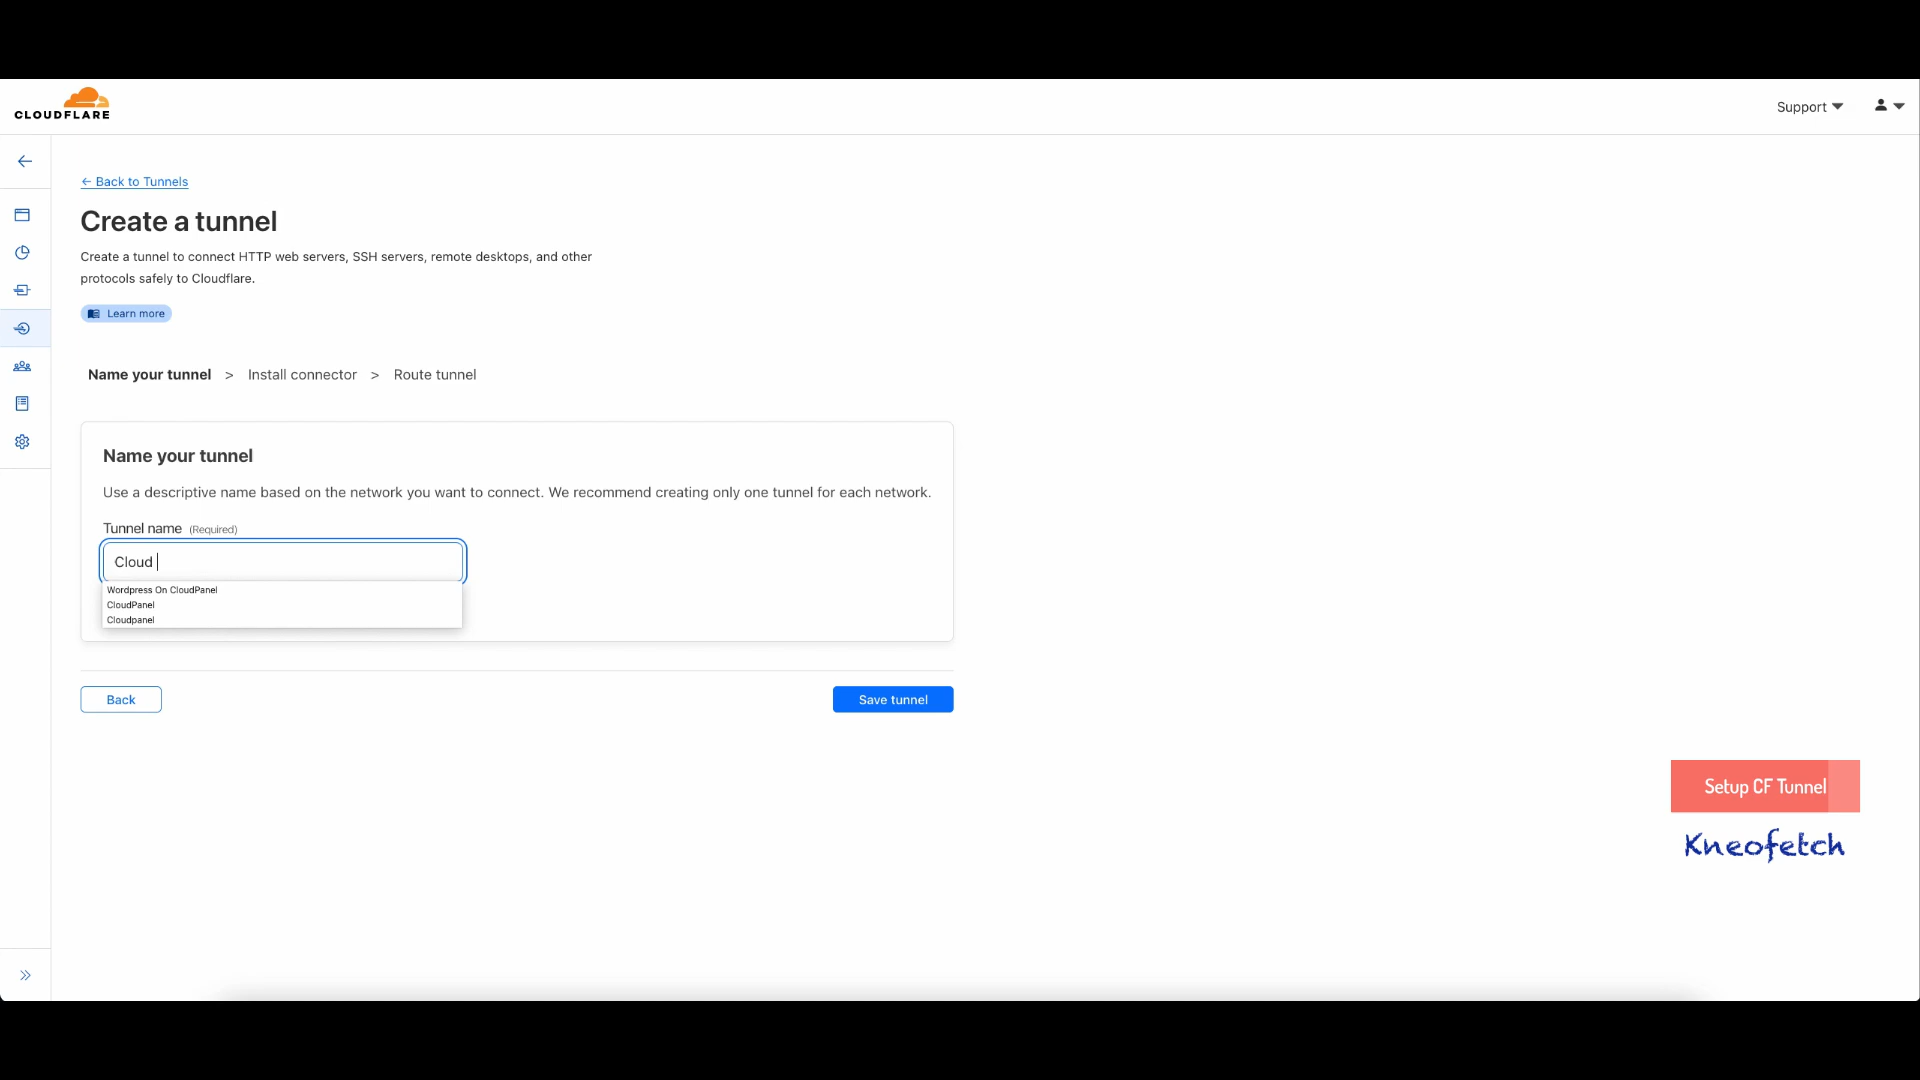 CLOUDFLARE
Support
← Back to Tunnels
Create a tunnel
Create a tunnel to connect HTTP web servers, SSH servers, remote desktops, and other
protocols safely to Cloudflare.
Learn more
Name your tunnel > Install connector > Route tunnel
Name your tunnel
Use a descriptive name based on the network you want to connect. We recommend creating only one tunnel for each network.
Tunnel name (Required)
Cloud
Wordpress On CloudPanel
CloudPanel
Cloudpanel
Back
Save tunnel
Setup CF Tunnel
Kneofetch